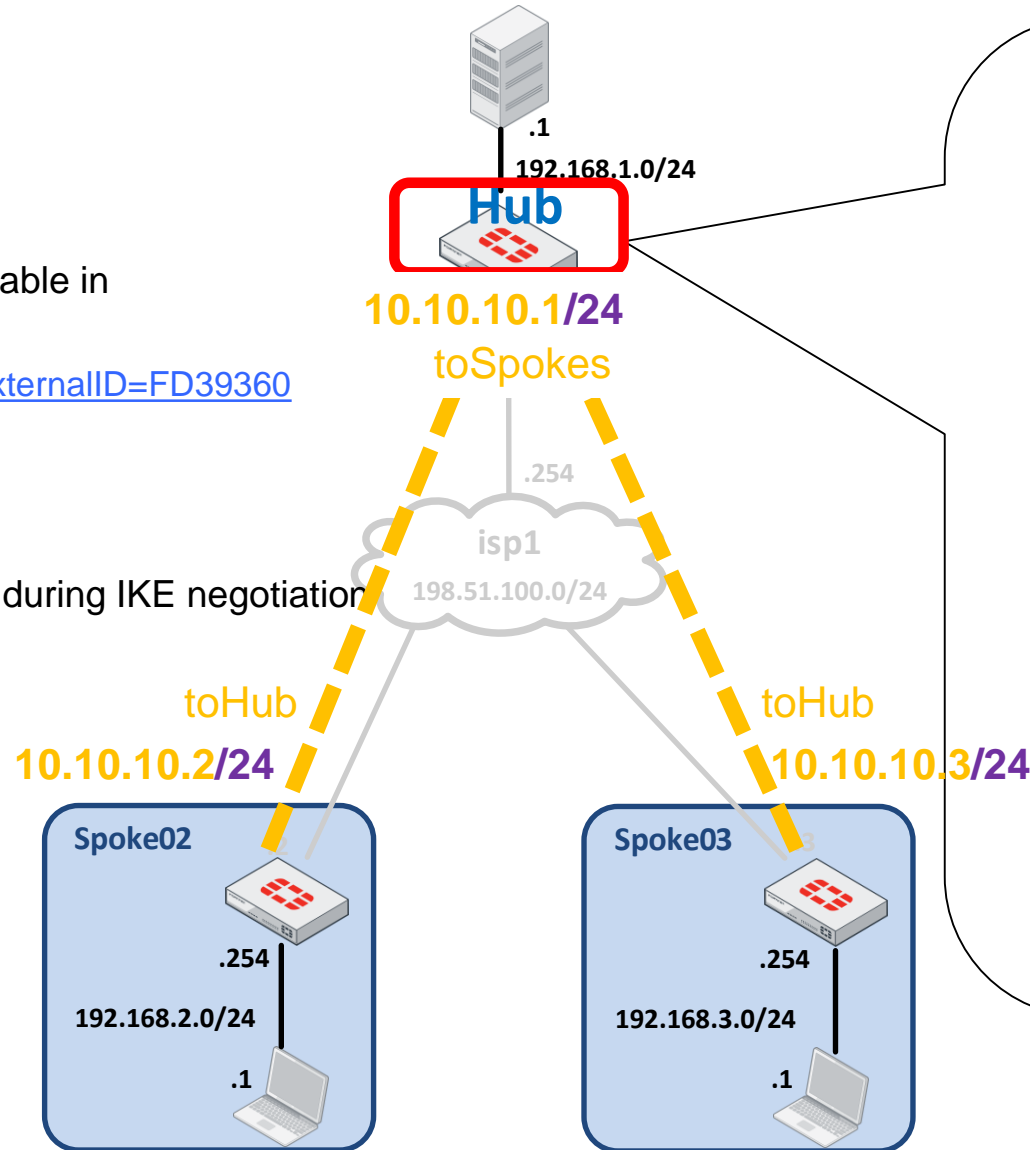 .1
192.168.1.0/24
Hub
able in
10.10.10.1/24
toSpokes
xternalID=FD39360
.254
isp1
during IKE negotiation
198.51.100.0/24
toHub
toHub
10.10.10.2/24
10.10.10.3/24
Spoke02
Spoke03
2
3
.254
.254
192.168.2.0/24
192.168.3.0/24
.1
.1